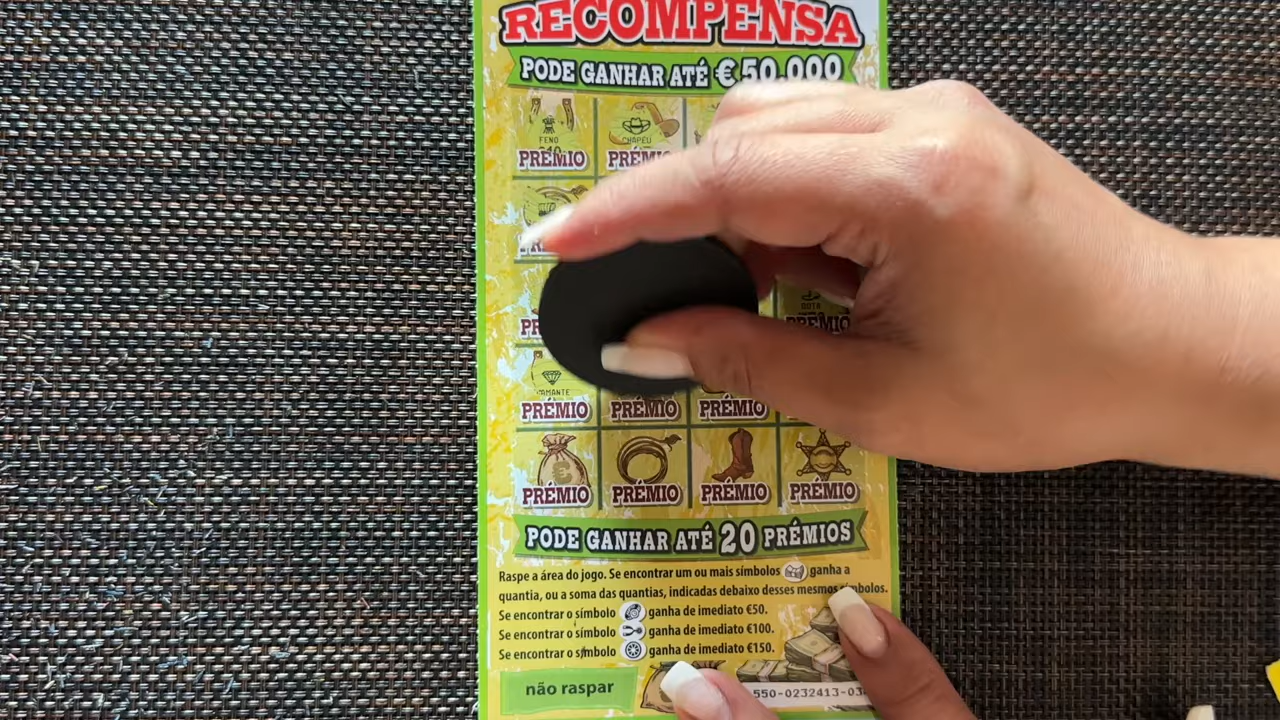 RECOMPENSA
PODE GANHAR ATÉ €50.000
FENO CHAPÉU
PRÉMIO
PRÉMIO
PRÉMIO PRÉMIO PRÉMIO
PRÉMIO PRÉMIO PRÉMIO PRÉMIO
PODE GANHAR ATÉ 20 PRÉMIOS
Raspe a área do jogo. Se encontrar um ou mais símbolos ganha a
quantia, ou a soma das quantias, indicadas debaixo desses mesmos símbolos.
Se encontrar o símbolo ganha de imediato €50.
Se encontrar o símbolo ganha de imediato €100.
Se encontrar o símbolo ganha de imediato €150.
não raspar
550-0232413-03